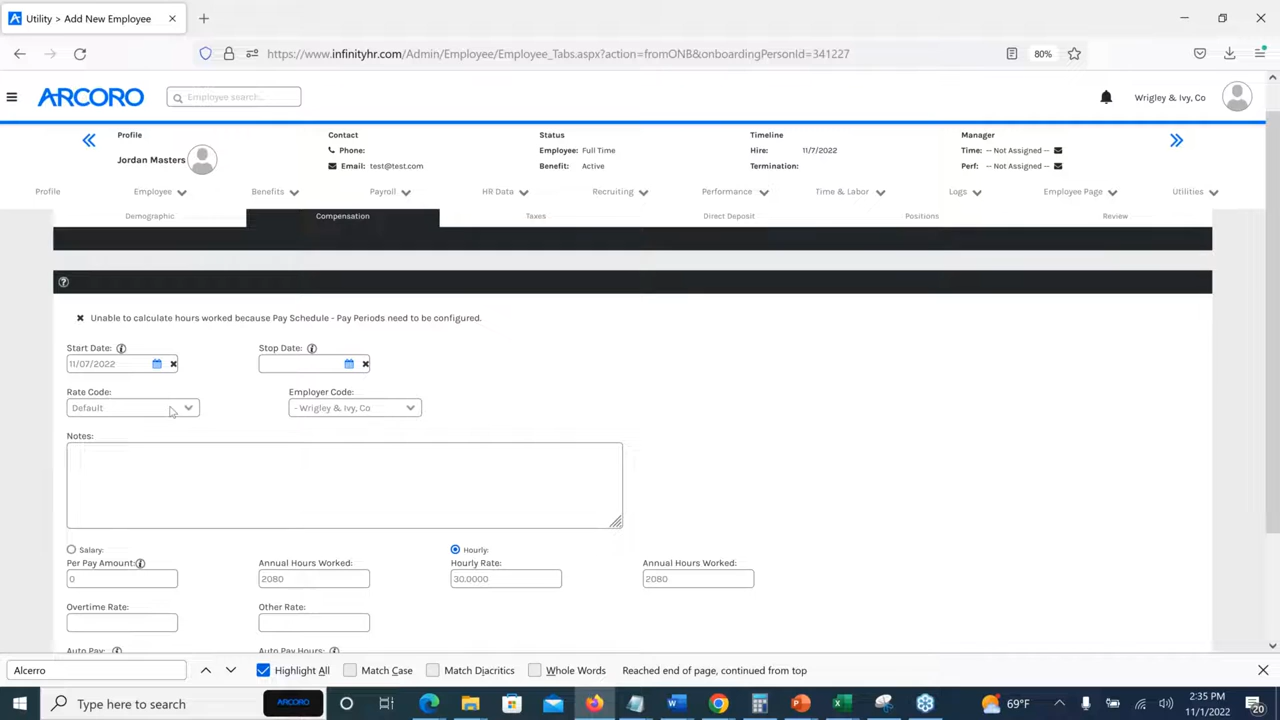 Utility > Add New Employee
https://www.infinityhr.com/Admin/Employee/Employee_Tabs.aspx?action=fromONB&onboardingPersonId=341227
80%
ARCORO
Employee search...
Wrigley & Ivy, Co
Profile
Contact
Status
Timeline
Manager
Jordan Masters
Phone:
Employee: Full Time
Hire: 11/7/2022
Time: -- Not Assigned --
Email: test@test.com
Benefit: Active
Termination:
Perf: -- Not Assigned --
Profile Employee Benefits Payroll HR Data Recruiting Performance Time & Labor Logs Employee Page Utilities
Demographic Compensation Taxes Direct Deposit Positions Review
Unable to calculate hours worked because Pay Schedule - Pay Periods need to be configured.
Start Date: Stop Date:
11/07/2022
Rate Code: Employer Code:
Default - Wrigley & Ivy, Co
Notes:
Salary: Hourly:
Per Pay Amount: Annual Hours Worked: Hourly Rate: Annual Hours Worked:
0 2080 30.0000 2080
Overtime Rate: Other Rate:
Auto Pay: Auto Pay Hours:
Alcerro Highlight All Match Case Match Diacritics Whole Words Reached end of page, continued from top
Type here to search ARCORO 69°F 2:35 PM
11/1/2022
20